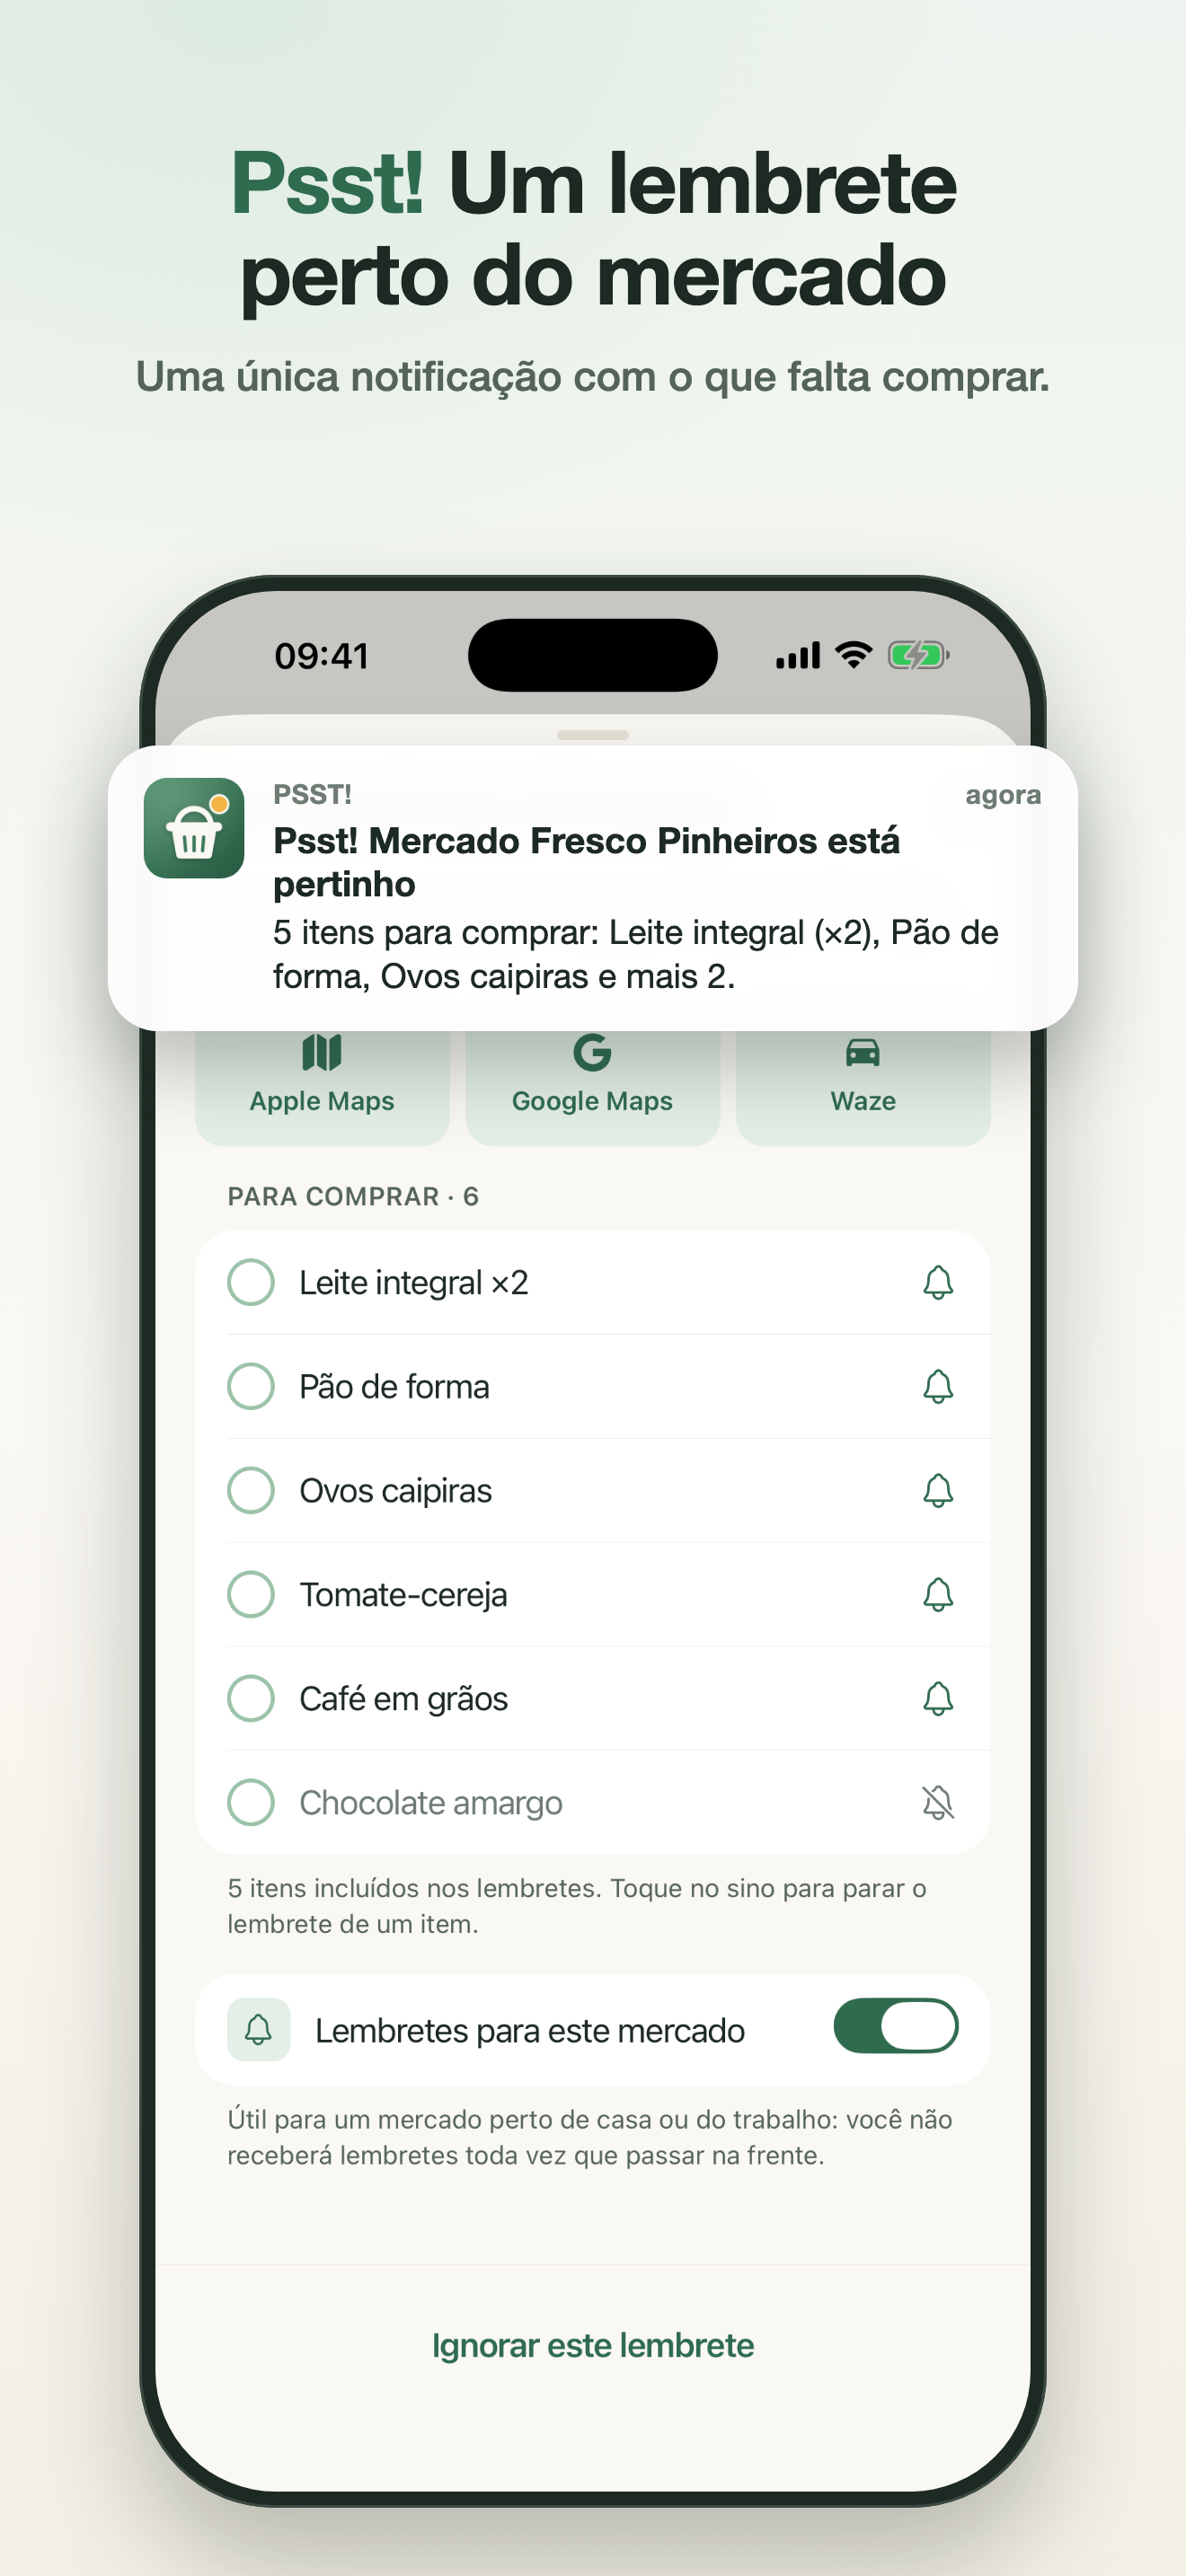 Psst! Um lembrete
perto do mercado
Uma única notificação com o que falta comprar.
09:41
PSST!
agora
Psst! Mercado Fresco Pinheiros está
pertinho
5 itens para comprar: Leite integral (×2), Pão de
forma, Ovos caipiras e mais 2.
Apple Maps
Google Maps
Waze
PARA COMPRAR · 6
Leite integral ×2
Pão de forma
Ovos caipiras
Tomate-cereja
Café em grãos
Chocolate amargo
5 itens incluídos nos lembretes. Toque no sino para parar o
lembrete de um item.
Lembretes para este mercado
Útil para um mercado perto de casa ou do trabalho: você não
receberá lembretes toda vez que passar na frente.
Ignorar este lembrete